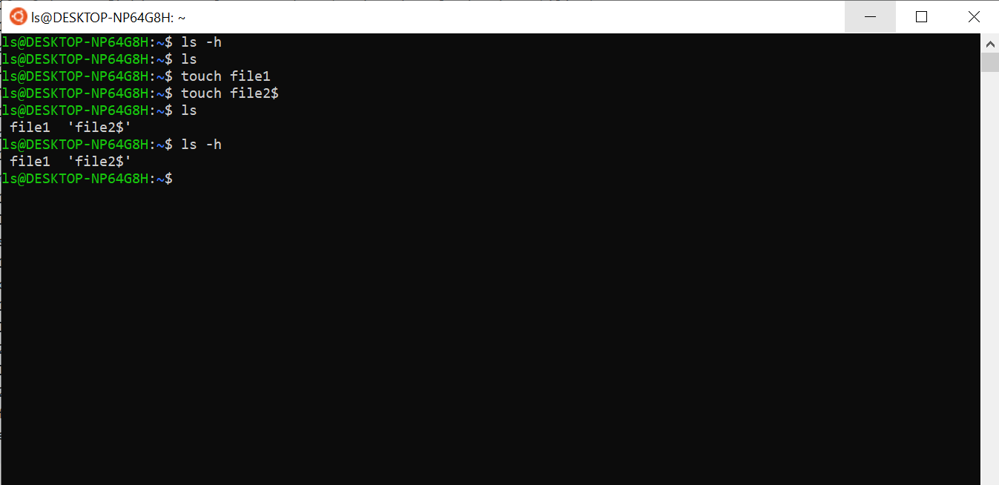 ls@DESKTOP-NP64G8H: ~
ls@DESKTOP-NP64G8H:~$ ls -h
ls@DESKTOP-NP64G8H:~$ ls
ls@DESKTOP-NP64G8H:~$ touch file1
ls@DESKTOP-NP64G8H:~$ touch file2$
ls@DESKTOP-NP64G8H:~$ ls
 file1  'file2$'
ls@DESKTOP-NP64G8H:~$ ls -h
 file1  'file2$'
ls@DESKTOP-NP64G8H:~$